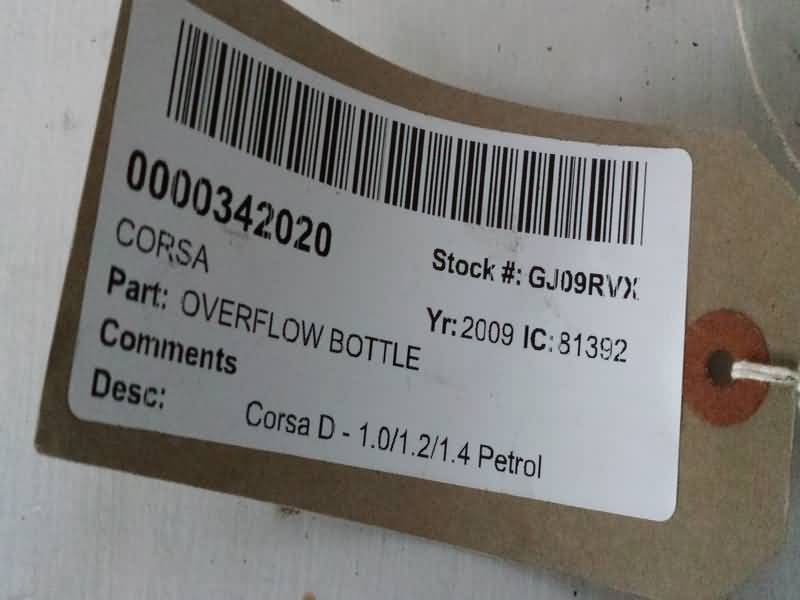 0000342020
CORSA
Stock #: GJ09RVX
Part: OVERFLOW BOTTLE
Yr: 2009 IC: 81392
Comments
Desc: Corsa D - 1.0/1.2/1.4 Petrol